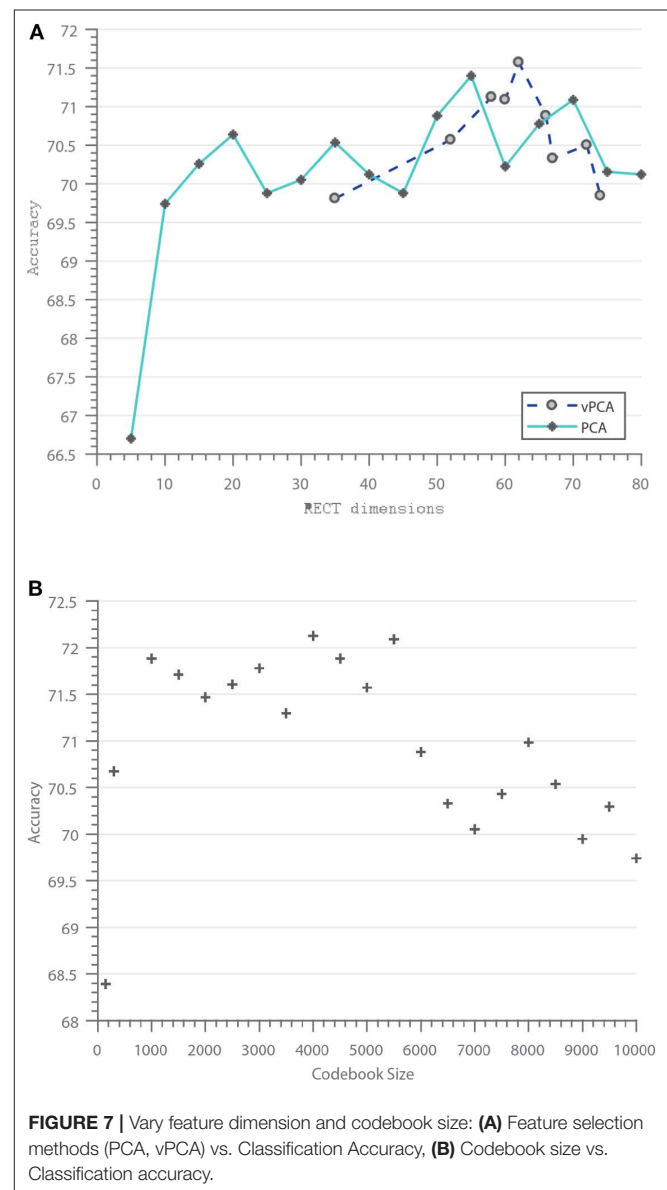 A
72
71.5
71
70.5
70
69.5
69
68.5
68
67.5
67
66.5
Accuracy
0 10 20 30 40 50 60 70 80
RECT dimensions
vPCA
PCA
B
72.5
72
71.5
71
70.5
70
69.5
69
68.5
68
Accuracy
0 1000 2000 3000 4000 5000 6000 7000 8000 9000 10000
Codebook Size
FIGURE 7 | Vary feature dimension and codebook size: (A) Feature selection
methods (PCA, vPCA) vs. Classification Accuracy, (B) Codebook size vs.
Classification accuracy.